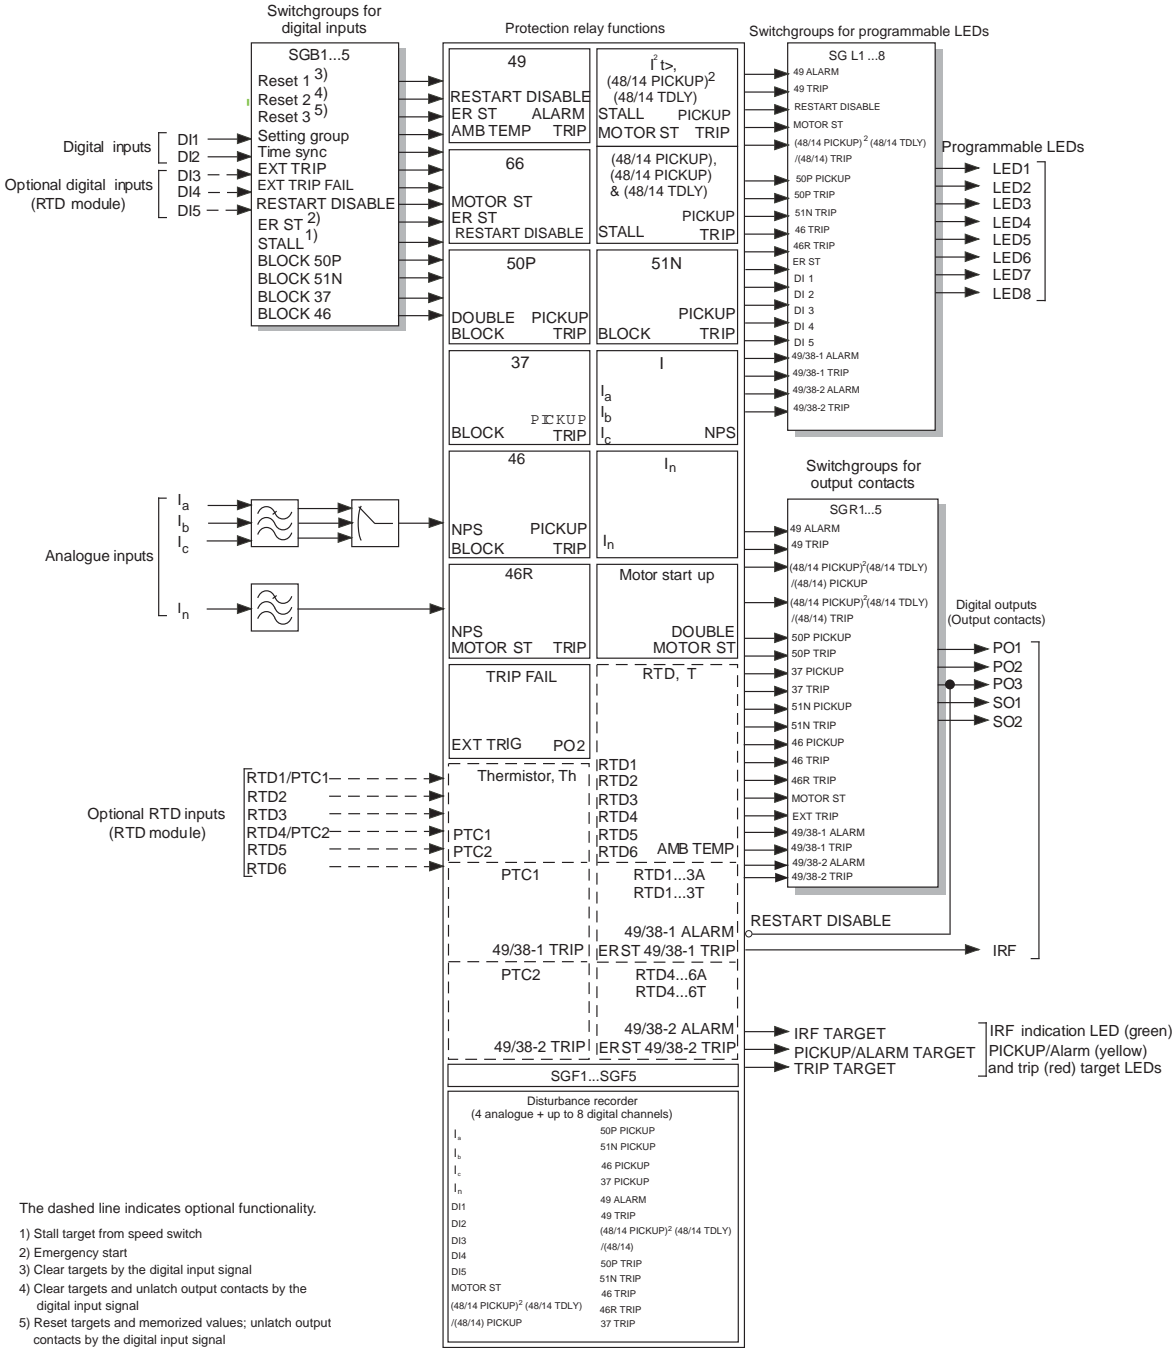 Switchgroups for
digital inputs
SGB1...5
Reset 1 3)
Reset 2 4)
Reset 3 5)
Setting group
Time sync
EXT TRIP
EXT TRIP FAIL
RESTART DISABLE
ER ST 2)
STALL 1)
BLOCK 50P
BLOCK 51N
BLOCK 37
BLOCK 46
Digital inputs
DI1
DI2
Optional digital inputs
(RTD module)
DI3
DI4
DI5
Analogue inputs
Ia
Ib
Ic
In
Optional RTD inputs
(RTD module)
RTD1/PTC1
RTD2
RTD3
RTD4/PTC2
RTD5
RTD6
Protection relay functions
49
RESTART DISABLE
ER ST ALARM
AMB TEMP TRIP
I²t>,
(48/14 PICKUP)²
(48/14 TDLY)
STALL PICKUP
MOTOR ST TRIP
66
MOTOR ST
ER ST
RESTART DISABLE
(48/14 PICKUP),
(48/14 PICKUP)
& (48/14 TDLY)
PICKUP
STALL TRIP
50P
DOUBLE PICKUP
BLOCK TRIP
51N
PICKUP
BLOCK TRIP
37
PICKUP
BLOCK TRIP
I
Ia
Ib
Ic NPS
46
NPS PICKUP
BLOCK TRIP
In
In
46R
NPS
MOTOR ST TRIP
Motor start up
DOUBLE
MOTOR ST
TRIP FAIL
EXT TRIG PO2
RTD, T
RTD1
RTD2
RTD3
RTD4
RTD5
RTD6 AMB TEMP
Thermistor, Th
PTC1
PTC2
PTC1
49/38-1 TRIP
RTD1...3A
RTD1...3T
49/38-1 ALARM
ERST 49/38-1 TRIP
PTC2
49/38-2 TRIP
RTD4...6A
RTD4...6T
49/38-2 ALARM
ERST 49/38-2 TRIP
SGF1...SGF5
Disturbance recorder
(4 analogue + up to 8 digital channels)
Ia
Ib
Ic
In
DI1
DI2
DI3
DI4
DI5
MOTOR ST
(48/14 PICKUP)² (48/14 TDLY)
/(48/14) PICKUP
50P PICKUP
51N PICKUP
46 PICKUP
37 PICKUP
49 ALARM
49 TRIP
(48/14 PICKUP)² (48/14 TDLY)
/(48/14)
50P TRIP
51N TRIP
46 TRIP
46R TRIP
37 TRIP
Switchgroups for programmable LEDs
SGL1...8
49 ALARM
49 TRIP
RESTART DISABLE
MOTOR ST
(48/14 PICKUP)² (48/14 TDLY)
/(48/14) TRIP
50P PICKUP
50P TRIP
51N TRIP
46 TRIP
46R TRIP
ER ST
DI 1
DI 2
DI 3
DI 4
DI 5
49/38-1 ALARM
49/38-1 TRIP
49/38-2 ALARM
49/38-2 TRIP
Programmable LEDs
LED1
LED2
LED3
LED4
LED5
LED6
LED7
LED8
Switchgroups for
output contacts
SGR1...5
49 ALARM
49 TRIP
(48/14 PICKUP)²(48/14 TDLY)
/(48/14) PICKUP
(48/14 PICKUP)²(48/14 TDLY)
/(48/14) TRIP
50P PICKUP
50P TRIP
37 PICKUP
37 TRIP
51N PICKUP
51N TRIP
46 PICKUP
46 TRIP
46R TRIP
MOTOR ST
EXT TRIP
49/38-1 ALARM
49/38-1 TRIP
49/38-2 ALARM
49/38-2 TRIP
Digital outputs
(Output contacts)
PO1
PO2
PO3
SO1
SO2
RESTART DISABLE
IRF
IRF TARGET
PICKUP/ALARM TARGET
TRIP TARGET
IRF indication LED (green)
PICKUP/Alarm (yellow)
and trip (red) target LEDs
The dashed line indicates optional functionality.
1) Stall target from speed switch
2) Emergency start
3) Clear targets by the digital input signal
4) Clear targets and unlatch output contacts by the
digital input signal
5) Reset targets and memorized values; unlatch output
contacts by the digital input signal